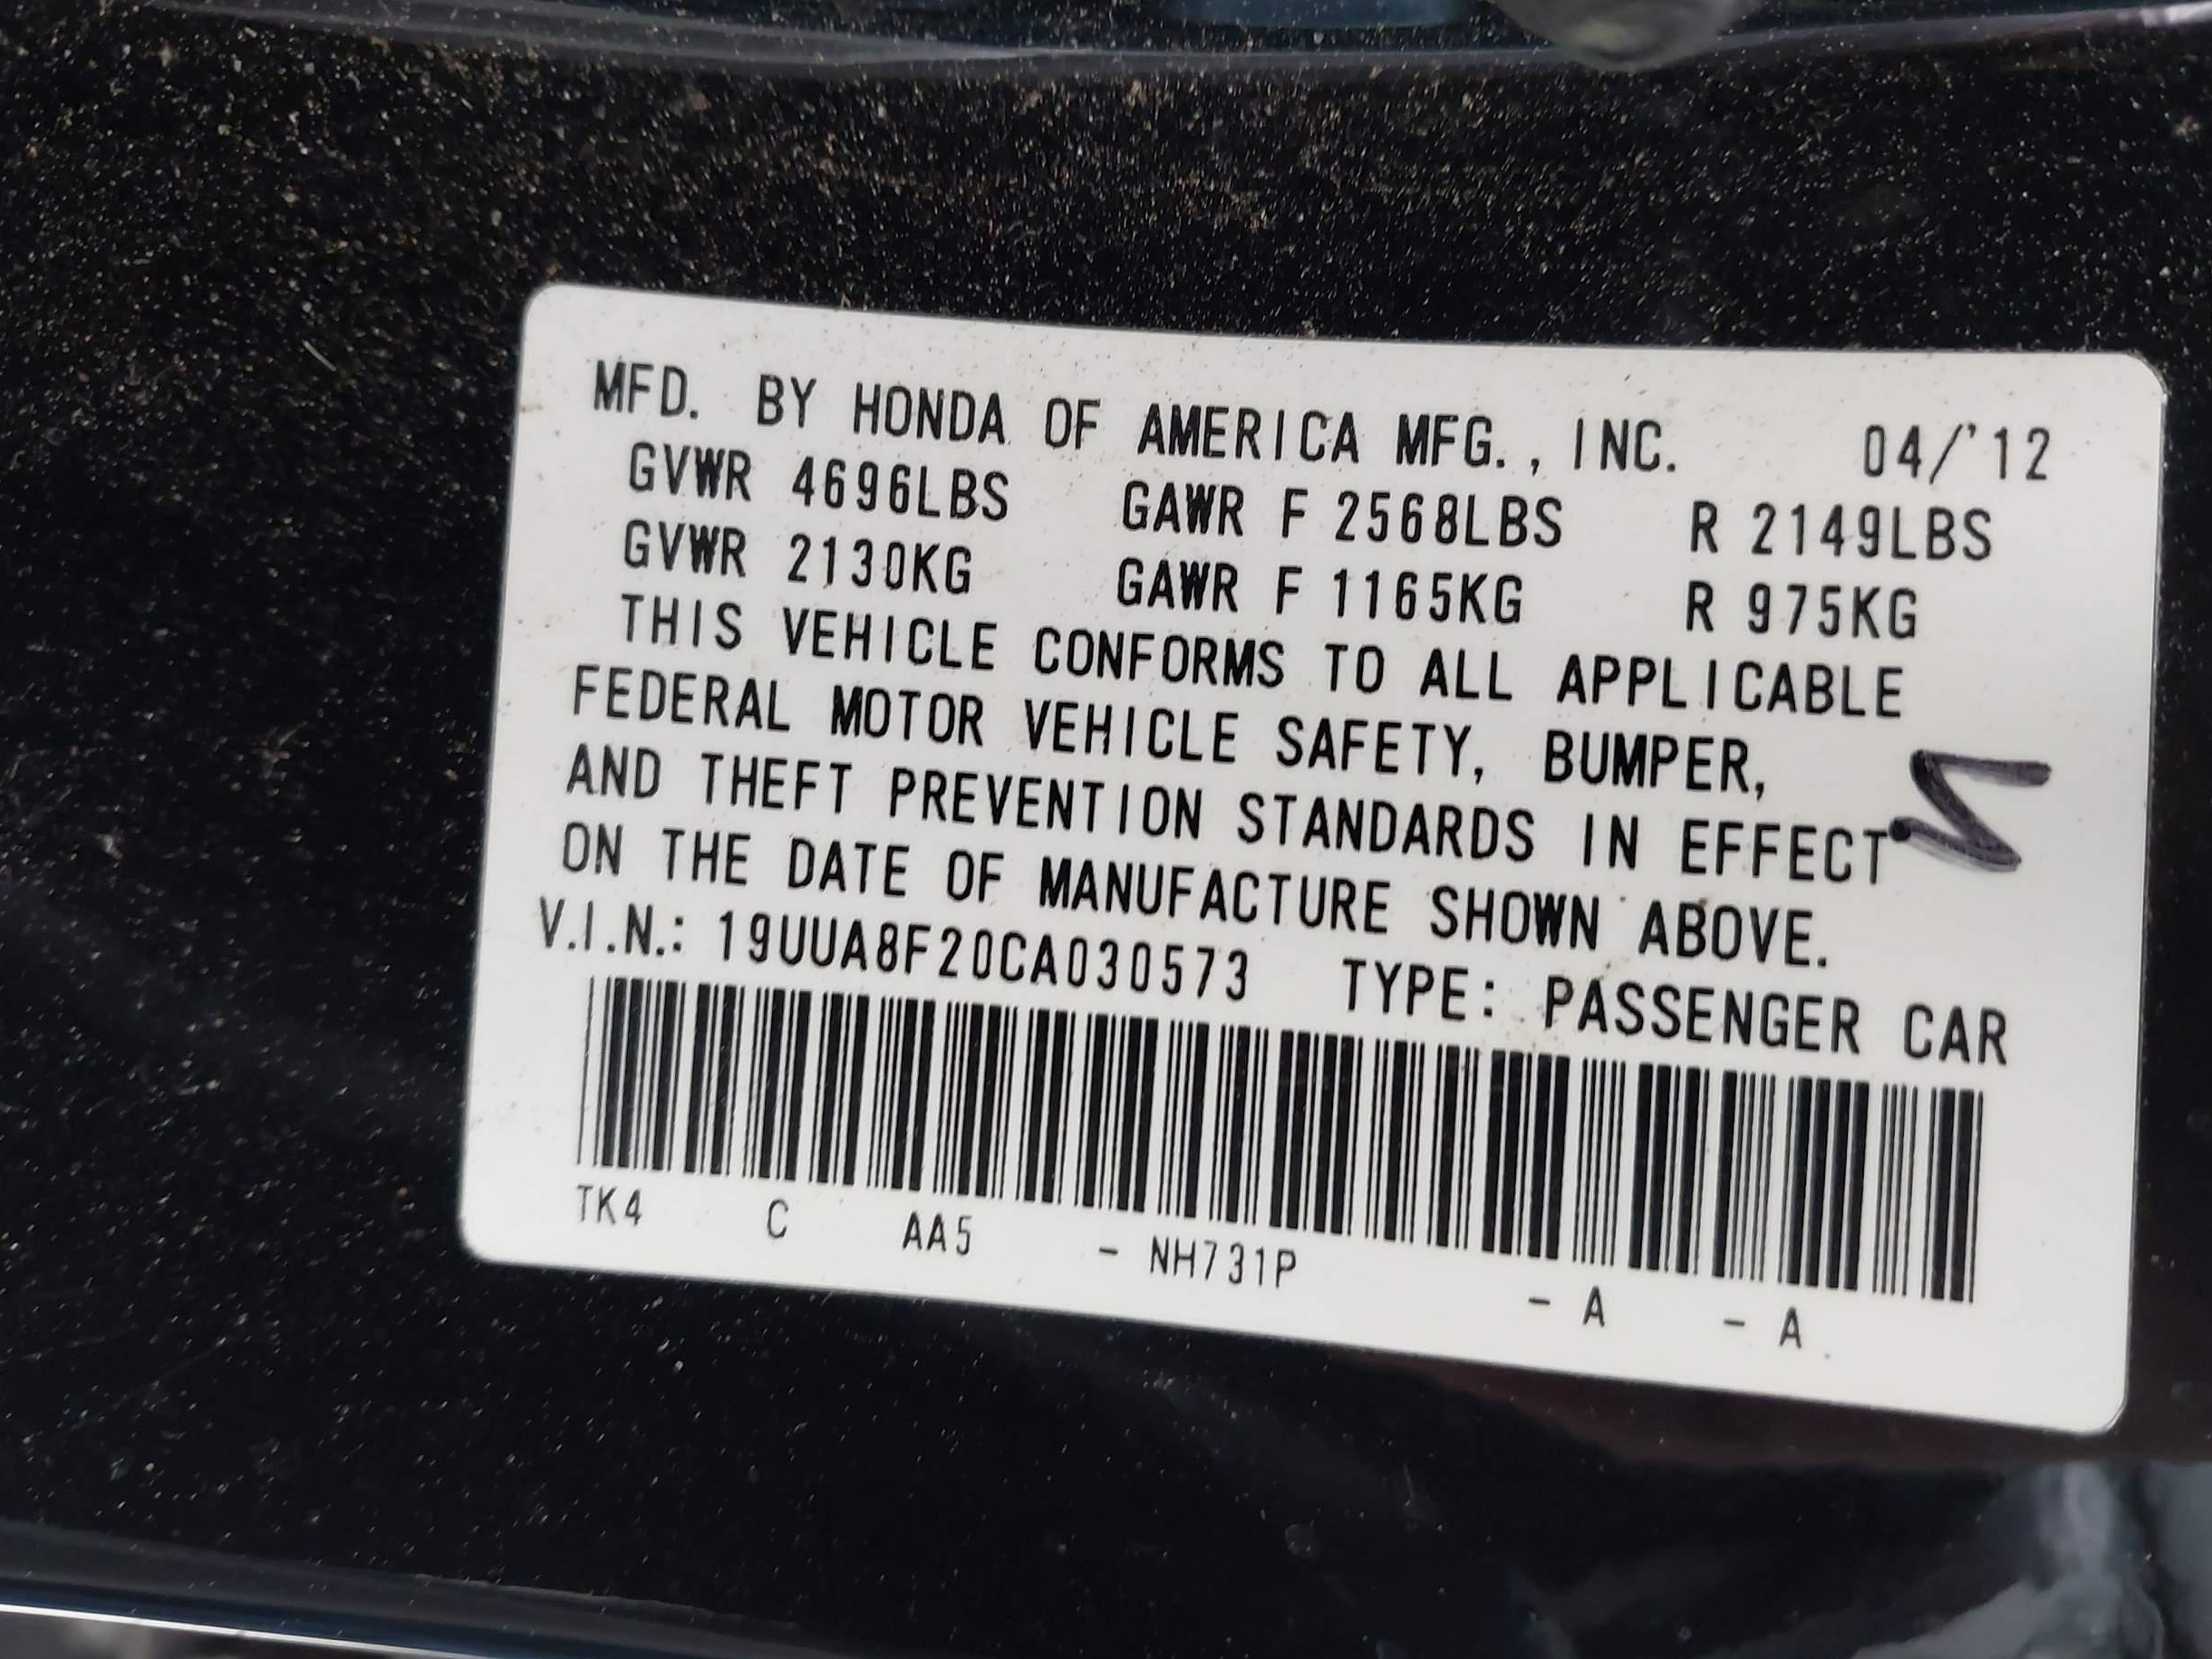 MFD. BY HONDA OF AMERICA MFG., INC. 04/'12
GVWR 4696LBS GAWR F 2568LBS R 2149LBS
GVWR 2130KG GAWR F 1165KG R 975KG
THIS VEHICLE CONFORMS TO ALL APPLICABLE
FEDERAL MOTOR VEHICLE SAFETY, BUMPER,
AND THEFT PREVENTION STANDARDS IN EFFECT
ON THE DATE OF MANUFACTURE SHOWN ABOVE.
V.I.N.: 19UUA8F20CA030573 TYPE: PASSENGER CAR
TK4 C AA5 - NH731P - A - A